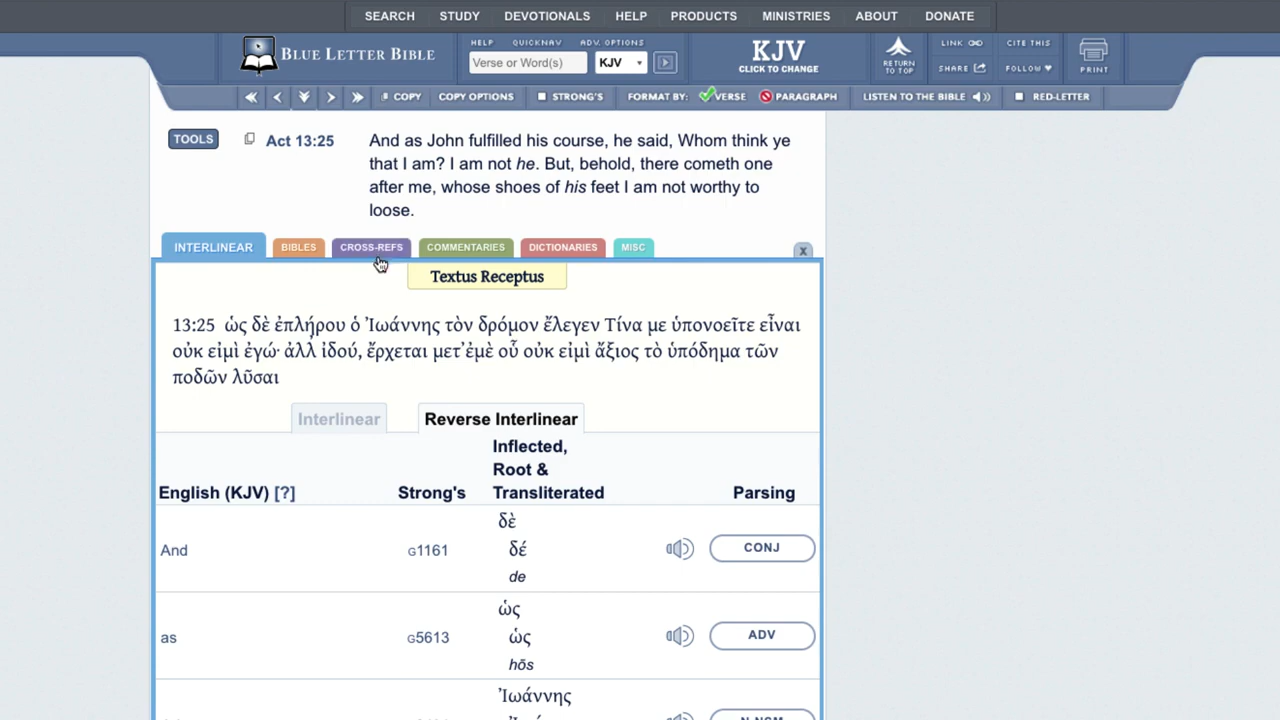 SEARCH STUDY DEVOTIONALS HELP PRODUCTS MINISTRIES ABOUT DONATE
BLUE LETTER BIBLE
HELP QUICKNAV ADV. OPTIONS
Verse or Word(s) KJV
KJV
CLICK TO CHANGE
RETURN
TO TOP
LINK CITE THIS
SHARE FOLLOW
PRINT
COPY COPY OPTIONS STRONG'S FORMAT BY: VERSE PARAGRAPH LISTEN TO THE BIBLE RED-LETTER
TOOLS Act 13:25 And as John fulfilled his course, he said, Whom think ye
that I am? I am not he. But, behold, there cometh one
after me, whose shoes of his feet I am not worthy to
loose.
INTERLINEAR BIBLES CROSS-REFS COMMENTARIES DICTIONARIES MISC X
Textus Receptus
13:25 ὡς δὲ ἐπλήρου ὁ Ἰωάννης τὸν δρόμον ἔλεγεν Τίνα με ὑπονοεῖτε εἶναι
οὐκ εἰμὶ ἐγώ· ἀλλ ἰδού, ἔρχεται μετ᾽ἐμὲ οὗ οὐκ εἰμὶ ἄξιος τὸ ὑπόδημα τῶν
ποδῶν λῦσαι
Interlinear Reverse Interlinear
English (KJV) [?] Strong's Inflected,
Root &
Transliterated Parsing
δὲ
And G1161 δέ CONJ
de
ὡς
as G5613 ὡς ADV
hōs
Ἰωάννης